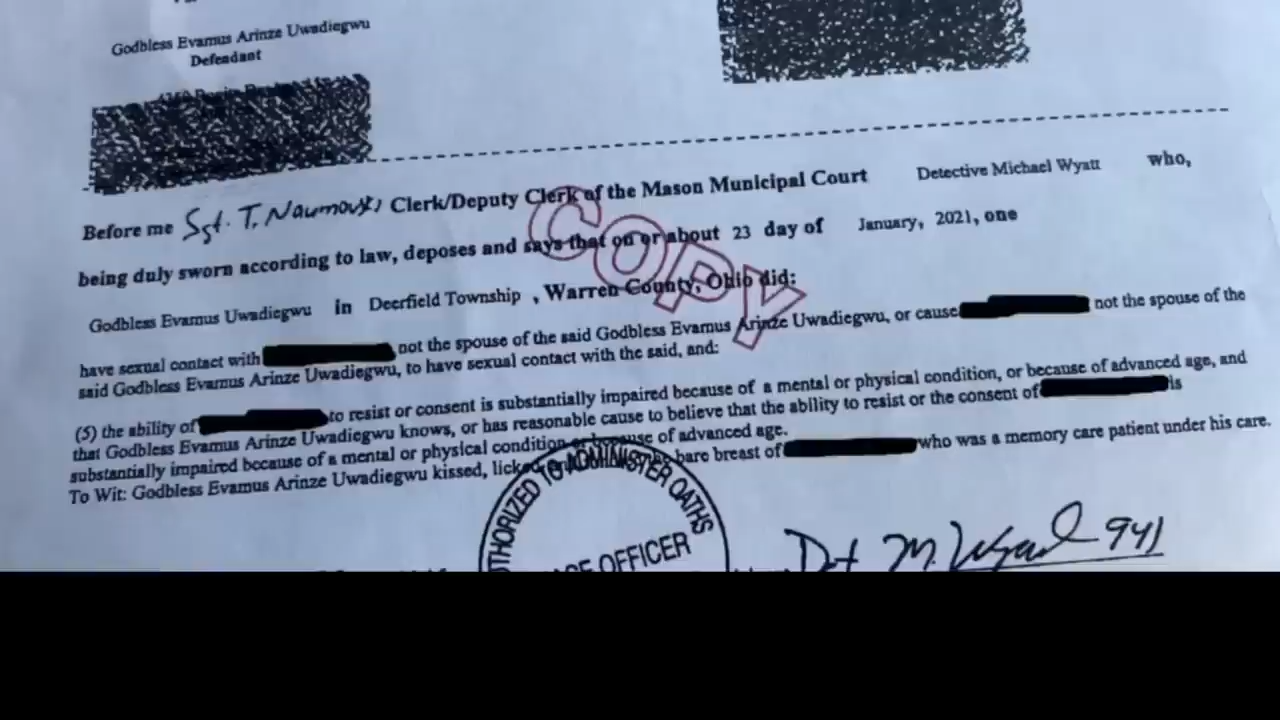 Godbless Evamus Arinze Uwadiegwu
Defendant
Before me Sgt. T. Naumovski Clerk/Deputy Clerk of the Mason Municipal Court Detective Michael Wyatt who,
being duly sworn according to law, deposes and says that on or about 23 day of January, 2021, one
Godbless Evamus Uwadiegwu in Deerfield Township , Warren County, Ohio did:
COPY
have sexual contact with not the spouse of the said Godbless Evamus Arinze Uwadiegwu, or cause not the spouse of the
said Godbless Evamus Arinze Uwadiegwu, to have sexual contact with the said, and:
(5) the ability of to resist or consent is substantially impaired because of a mental or physical condition, or because of advanced age, and
that Godbless Evamus Arinze Uwadiegwu knows, or has reasonable cause to believe that the ability to resist or the consent of is
substantially impaired because of a mental or physical condition or because of advanced age.
To Wit: Godbless Evamus Arinze Uwadiegwu kissed, bare breast of who was a memory care patient under his care.
AUTHORIZED TO ADMINISTER OATHS
OFFICER
Det M. Wyatt 941